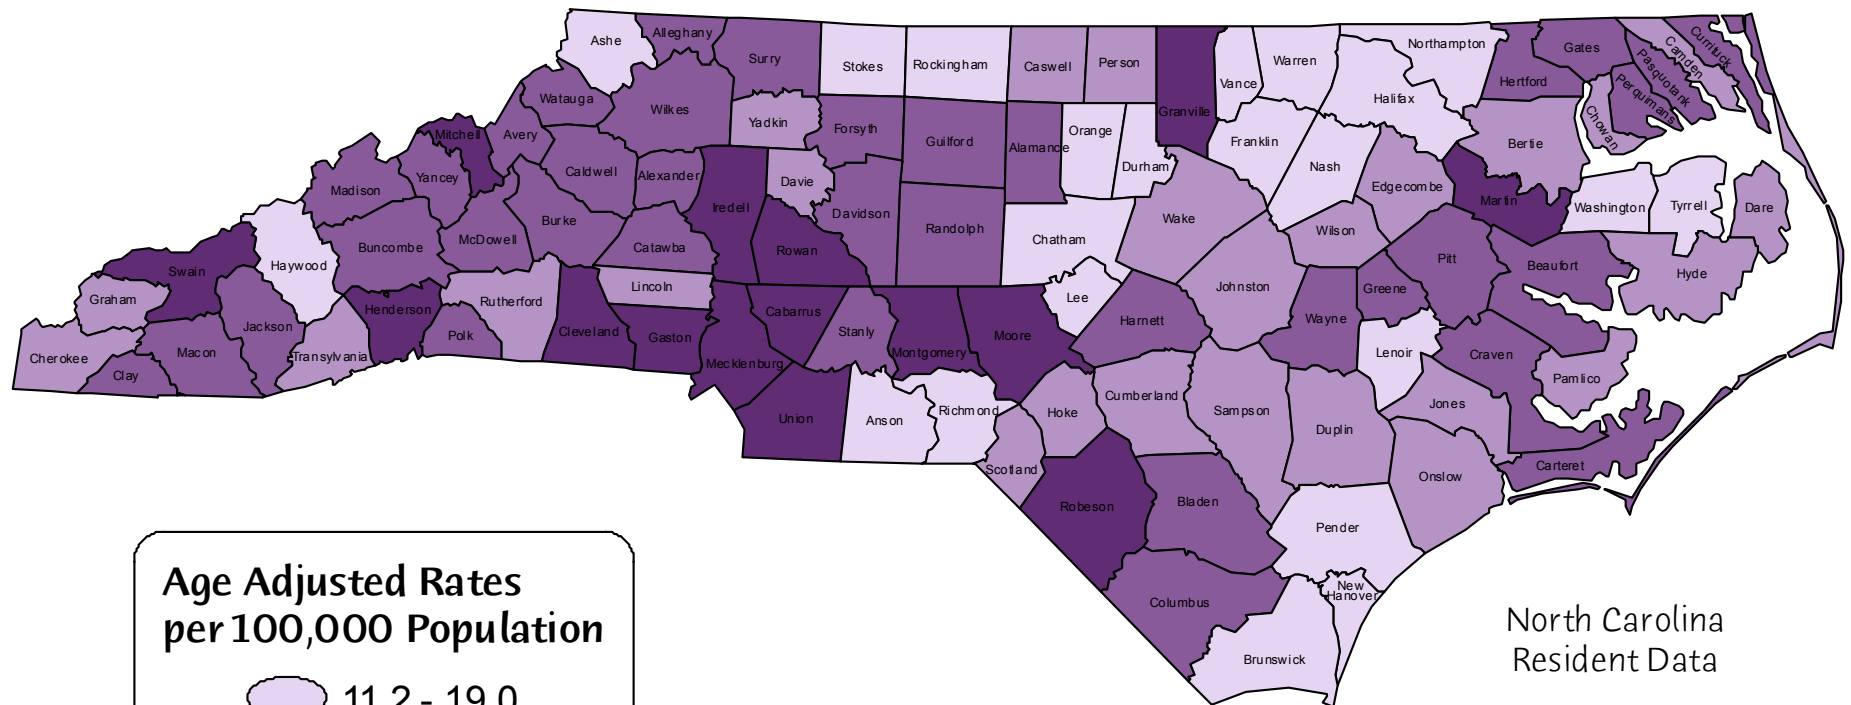 Ashe
Alleghany
Surry
Stokes
Rockingham
Caswell
Person
Granville
Vance
Warren
Northampton
Halifax
Hertford
Gates
Camden
Currituck
Pasquotank
Perquimans
Chowan
Bertie
Watauga
Wilkes
Yadkin
Forsyth
Guilford
Alamance
Orange
Durham
Franklin
Nash
Edgecombe
Martin
Washington
Tyrrell
Dare
Mitchell
Avery
Yancey
Madison
Caldwell
Alexander
Iredell
Davie
Davidson
Randolph
Chatham
Wake
Wilson
Pitt
Beaufort
Hyde
Swain
Haywood
Buncombe
McDowell
Burke
Catawba
Rowan
Lee
Johnston
Greene
Wayne
Graham
Jackson
Henderson
Polk
Rutherford
Cleveland
Lincoln
Gaston
Cabarrus
Stanly
Montgomery
Moore
Harnett
Lenoir
Craven
Pamlico
Jones
Cherokee
Clay
Macon
Transylvania
Mecklenburg
Union
Anson
Richmond
Scotland
Hoke
Cumberland
Sampson
Duplin
Onslow
Carteret
Robeson
Bladen
Pender
Columbus
Brunswick
New
Hanover
Age Adjusted Rates
per 100,000 Population
11.2 - 19.0
North Carolina
Resident Data